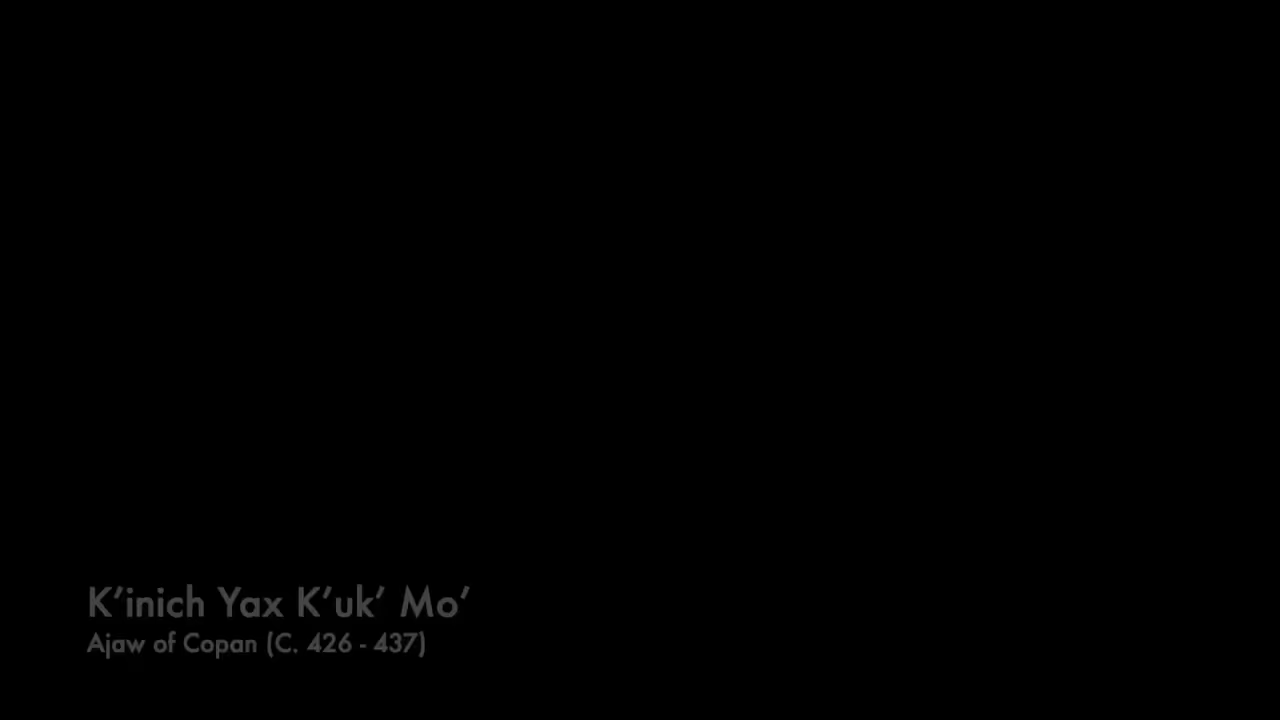 K’inich Yax K’uk’ Mo’
Ajaw of Copan (C. 426 - 437)